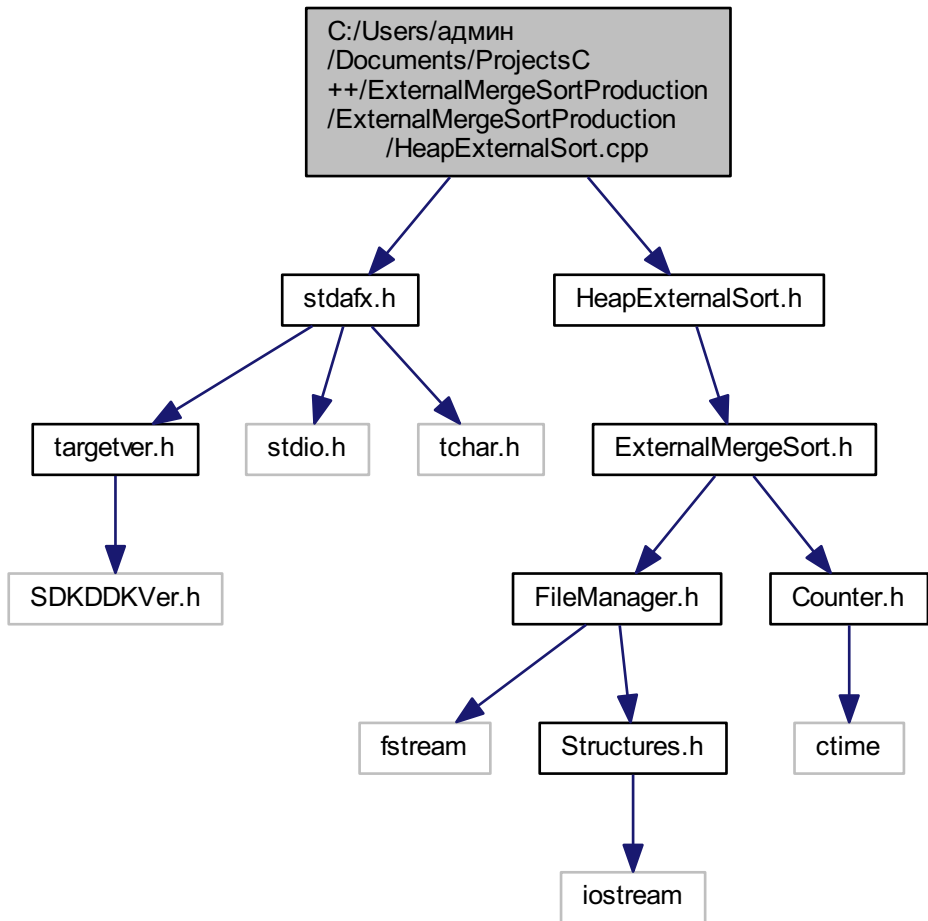 C:/Users/админ
/Documents/ProjectsC
++/ExternalMergeSortProduction
/ExternalMergeSortProduction
/HeapExternalSort.cpp
stdafx.h
HeapExternalSort.h
targetver.h
stdio.h
tchar.h
ExternalMergeSort.h
SDKDDKVer.h
FileManager.h
Counter.h
fstream
Structures.h
ctime
iostream